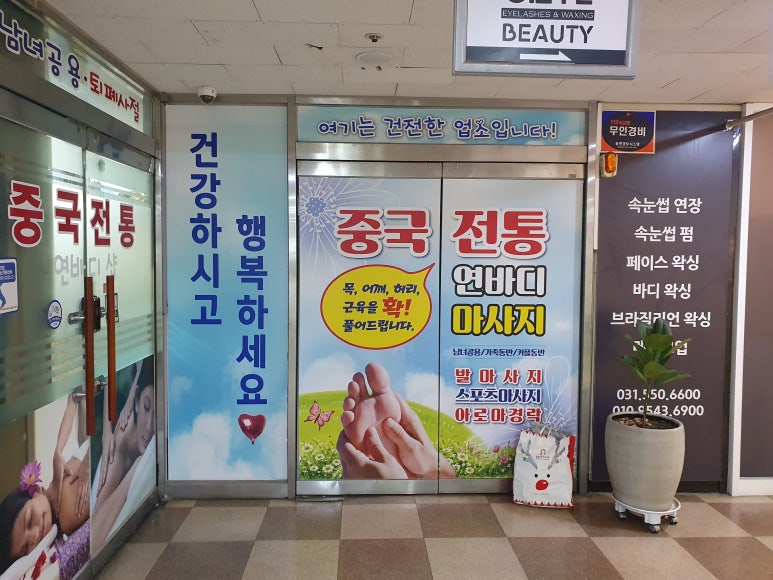 EYELASHES & WAXING
BEAUTY
남녀공용·퇴폐사절
중국전통
연바디 샵
건강하시고
행복하세요
여기는 건전한 업소입니다!
중국 전통
연바디
마사지
목, 어깨, 허리,
근육을 확!
풀어드립니다.
남녀공용/가족동반/커플동반
발 마 사 지
스포츠마사지
아로마경락
무인경비
속눈썹 연장
속눈썹 펌
페이스 왁싱
바디 왁싱
브라질리언 왁싱
031.550.6600
010.9543.6900